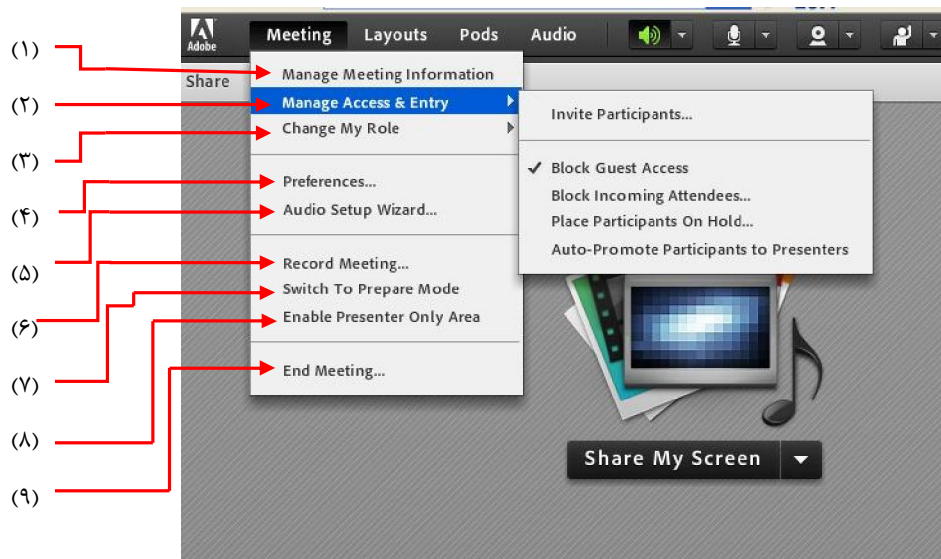 Adobe
Meeting Layouts Pods Audio
Share
(۱)
(۲)
(۳)
(۴)
(۵)
(۶)
(۷)
(۸)
(۹)
Manage Meeting Information
Manage Access & Entry
Change My Role
Preferences...
Audio Setup Wizard...
Record Meeting...
Switch To Prepare Mode
Enable Presenter Only Area
End Meeting...
Invite Participants...
Block Guest Access
Block Incoming Attendees...
Place Participants On Hold...
Auto-Promote Participants to Presenters
Share My Screen